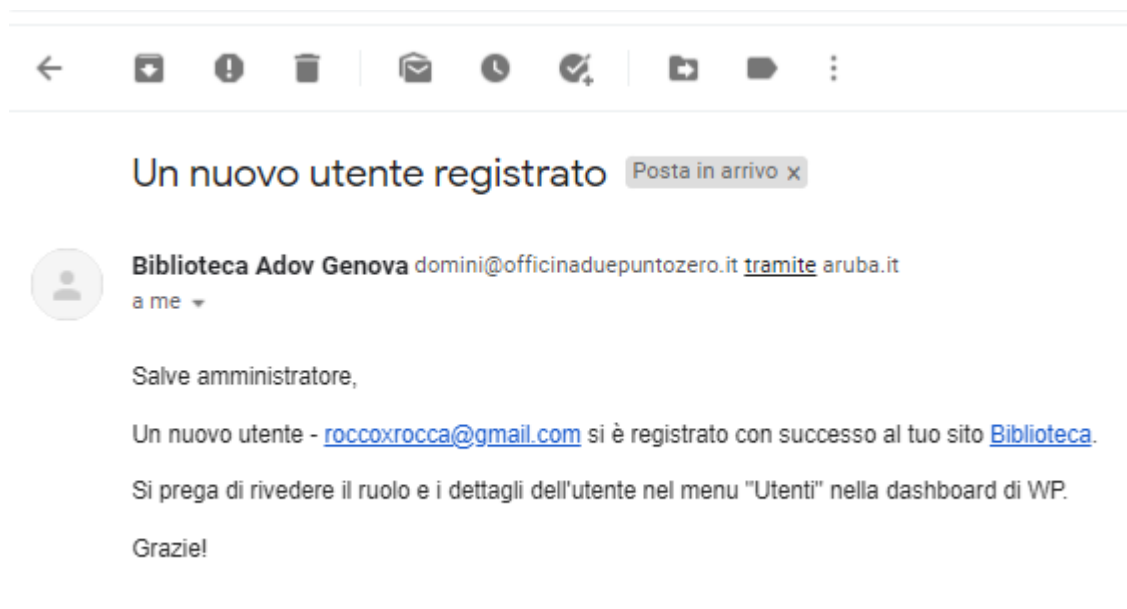 Un nuovo utente registrato Posta in arrivo x
Biblioteca Adov Genova domini@officinaduepuntozero.it tramite aruba.it
a me
Salve amministratore,
Un nuovo utente - roccoxrocca@gmail.com si è registrato con successo al tuo sito Biblioteca.
Si prega di rivedere il ruolo e i dettagli dell'utente nel menu "Utenti" nella dashboard di WP.
Grazie!